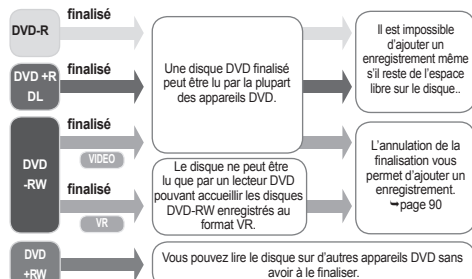 DVD-R
finalisé
DVD +R
DL
finalisé
Une disque DVD finalisé
peut être lu par la plupart
des appareils DVD.
Il est impossible
d'ajouter un
enregistrement même
s'il reste de l'espace
libre sur le disque..
DVD
-RW
finalisé
VIDEO
finalisé
VR
Le disque ne peut être
lu que par un lecteur DVD
pouvant accueillir les disques
DVD-RW enregistrés au
format VR.
L'annulation de la
finalisation vous
permet d'ajouter un
enregistrement.
➥page 90
DVD
+RW
Vous pouvez lire le disque sur d'autres appareils DVD sans
avoir à le finaliser.